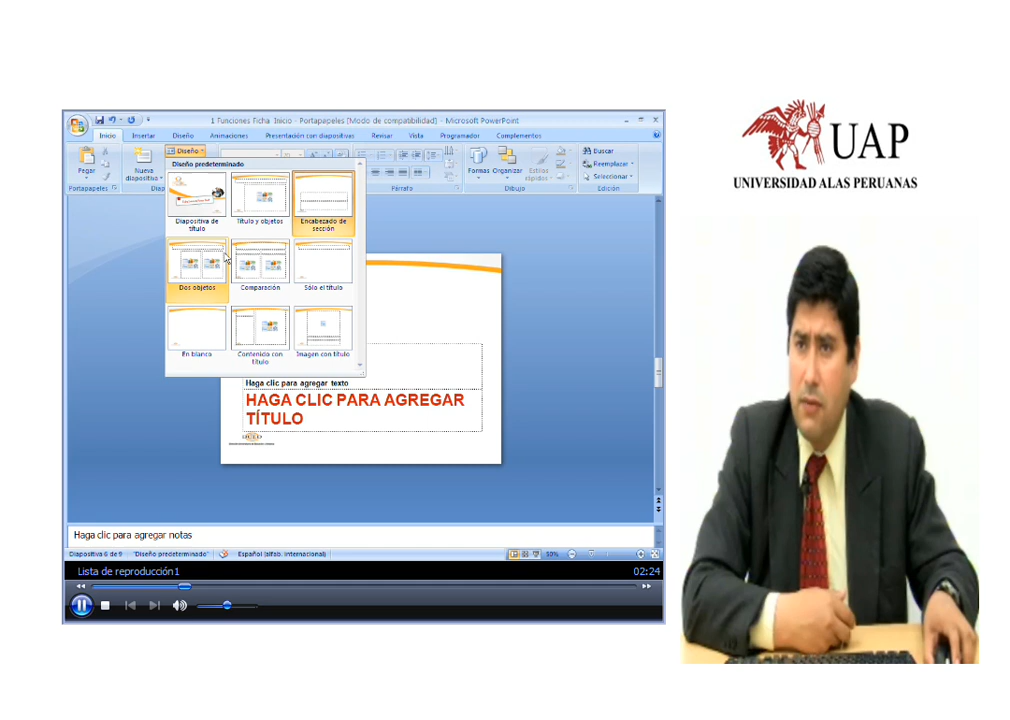 1 Funciones Ficha Inicio - Portapapeles [Modo de compatibilidad] - Microsoft PowerPoint
Inicio Insertar Diseño Animaciones Presentación con diapositivas Revisar Vista Programador Complementos
Pegar
Portapapeles
Nueva
diapositiva
Diap
Diseño
Párrafo
Formas Organizar Estilos
rápidos
Dibujo
Buscar
Reemplazar
Seleccionar
Edición
Diseño predeterminado
Diapositiva de
título
Título y objetos
Encabezado de
sección
Dos objetos
Comparación
Sólo el título
En blanco
Contenido con
título
Imagen con título
Haga clic para agregar texto
HAGA CLIC PARA AGREGAR
TÍTULO
Haga clic para agregar notas
Diapositiva 6 de 9 "Diseño predeterminado" Español (alfab. internacional) 50%
Lista de reproducción1 02:24
UAP
UNIVERSIDAD ALAS PERUANAS